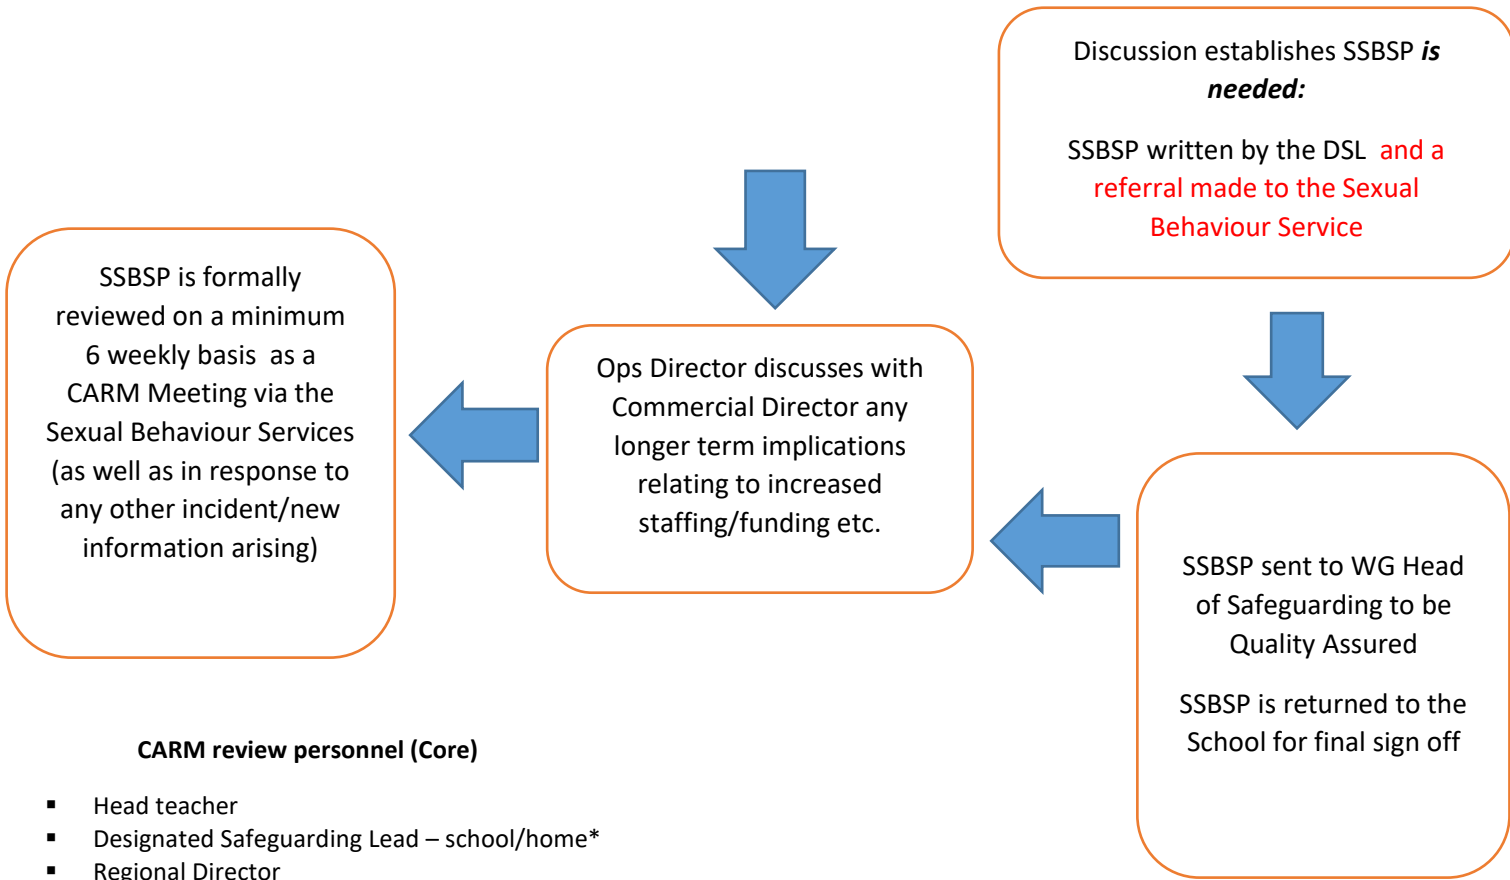 Discussion establishes SSBSP is
needed:
SSBSP written by the DSL and a
referral made to the Sexual
Behaviour Service
SSBSP is formally
reviewed on a minimum
6 weekly basis as a
CARM Meeting via the
Sexual Behaviour Services
(as well as in response to
any other incident/new
information arising)
Ops Director discusses with
Commercial Director any
longer term implications
relating to increased
staffing/funding etc.
SSBSP sent to WG Head
of Safeguarding to be
Quality Assured
SSBSP is returned to the
School for final sign off
CARM review personnel (Core)
▪ Head teacher
▪ Designated Safeguarding Lead – school/home*
▪ Regional Director